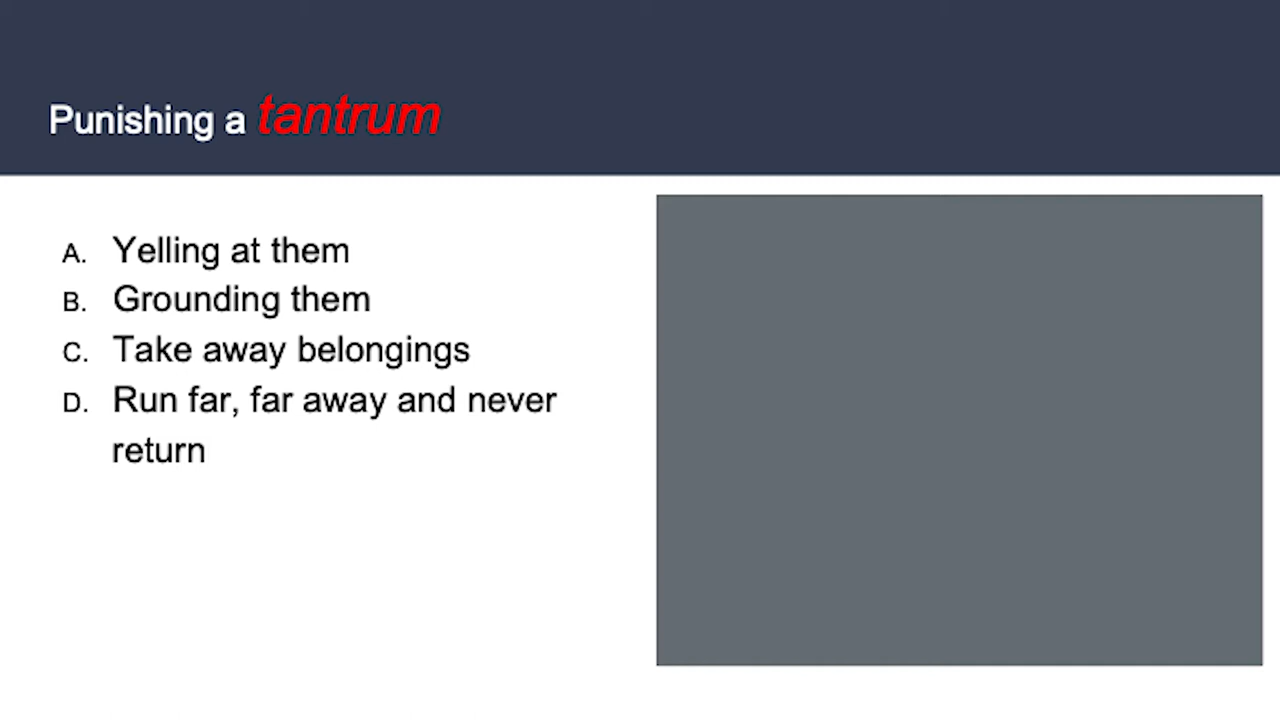 Punishing a tantrum
A. Yelling at them
B. Grounding them
C. Take away belongings
D. Run far, far away and never
return